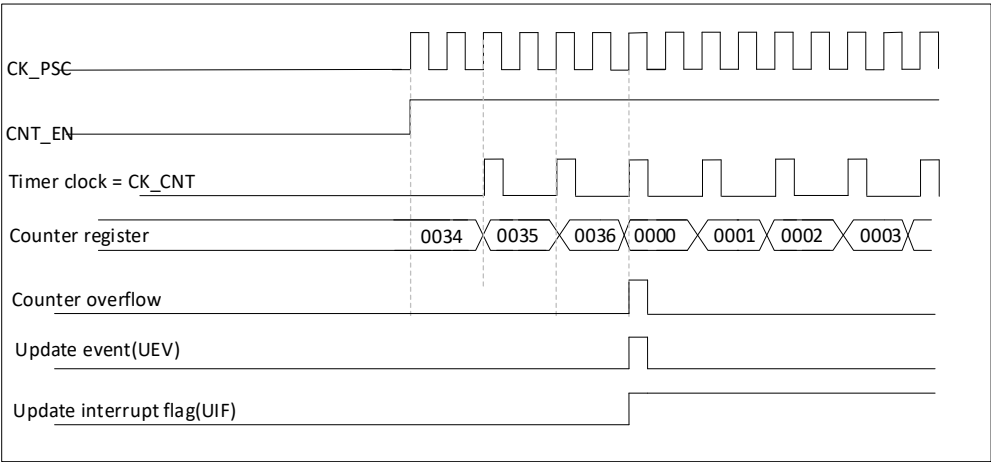 CK_PSC
CNT_EN
Timer clock = CK_CNT
Counter register
0034 0035 0036 0000 0001 0002 0003
Counter overflow
Update event(UEV)
Update interrupt flag(UIF)